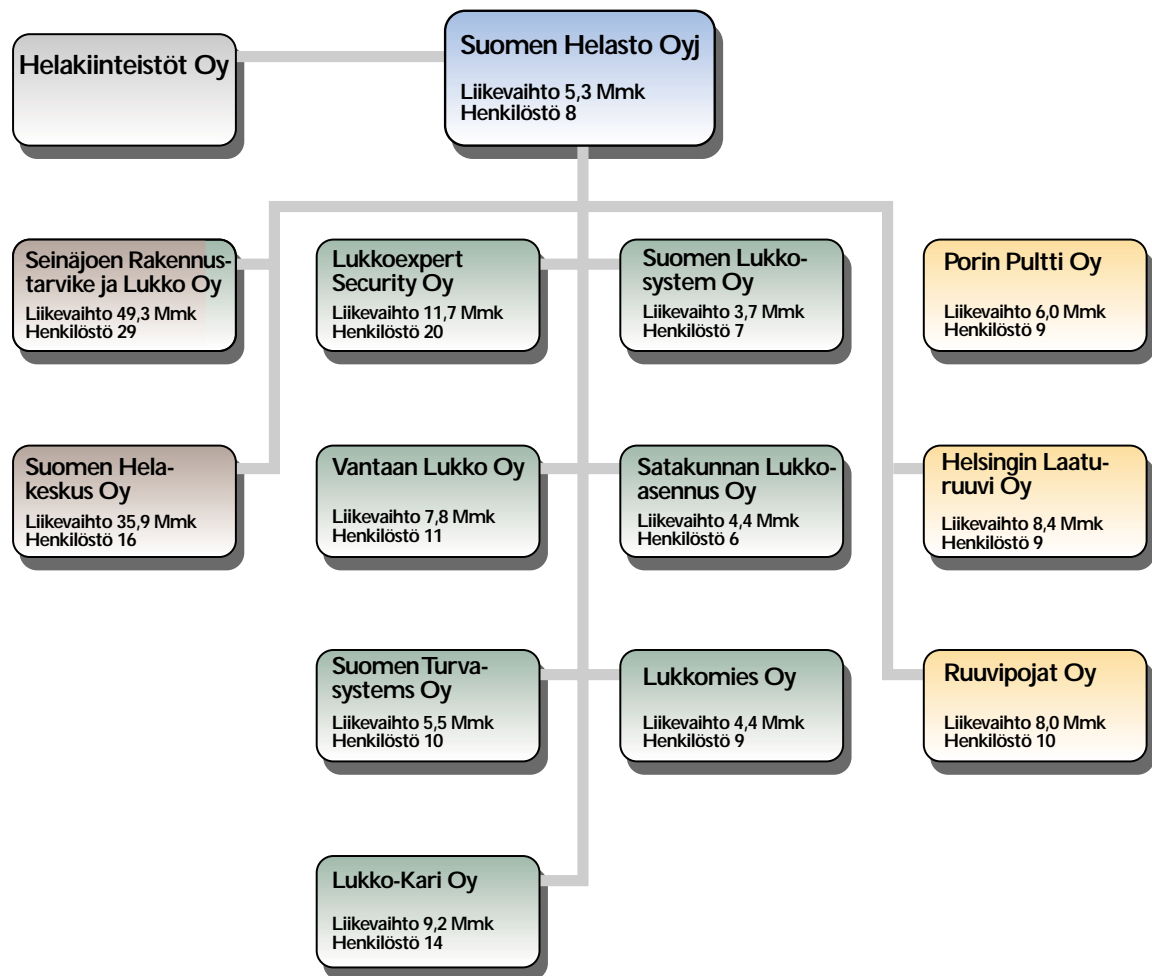 Helakiinteistöt Oy
Suomen Helasto Oyj
Liikevaihto 5,3 Mmk
Henkilöstö 8
Seinäjoen Rakennus-
tarvike ja Lukko Oy
Liikevaihto 49,3 Mmk
Henkilöstö 29
Lukkoexpert
Security Oy
Liikevaihto 11,7 Mmk
Henkilöstö 20
Suomen Lukko-
system Oy
Liikevaihto 3,7 Mmk
Henkilöstö 7
Porin Pultti Oy
Liikevaihto 6,0 Mmk
Henkilöstö 9
Suomen Hela-
keskus Oy
Liikevaihto 35,9 Mmk
Henkilöstö 16
Vantaan Lukko Oy
Liikevaihto 7,8 Mmk
Henkilöstö 11
Satakunnan Lukko-
asennus Oy
Liikevaihto 4,4 Mmk
Henkilöstö 6
Helsingin Laatu-
ruuvi Oy
Liikevaihto 8,4 Mmk
Henkilöstö 9
Suomen Turva-
systems Oy
Liikevaihto 5,5 Mmk
Henkilöstö 10
Lukkomies Oy
Liikevaihto 4,4 Mmk
Henkilöstö 9
Ruuvipojat Oy
Liikevaihto 8,0 Mmk
Henkilöstö 10
Lukko-Kari Oy
Liikevaihto 9,2 Mmk
Henkilöstö 14